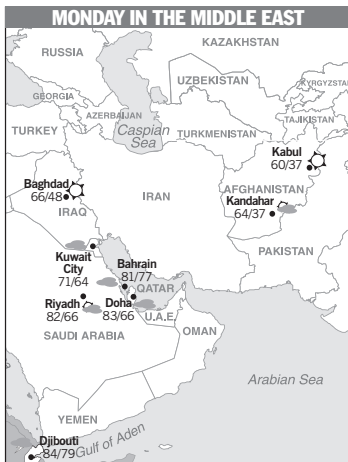 MONDAY IN THE MIDDLE EAST
KAZAKHSTAN
RUSSIA
UZBEKISTAN
KYRGYZSTAN
GEORGIA
AZERBAIJAN
TAJIKISTAN
TURKEY
Caspian
Sea
TURKMENISTAN
Kabul
60/37
Baghdad
66/48
IRAQ
IRAN
AFGHANISTAN
Kandahar
64/37
PAKISTAN
Kuwait
City
71/64
Bahrain
81/77
QATAR
Riyadh
82/66
Doha
83/66
U.A.E.
SAUDI ARABIA
OMAN
Arabian Sea
YEMEN
Djibouti
84/79
Gulf of Aden